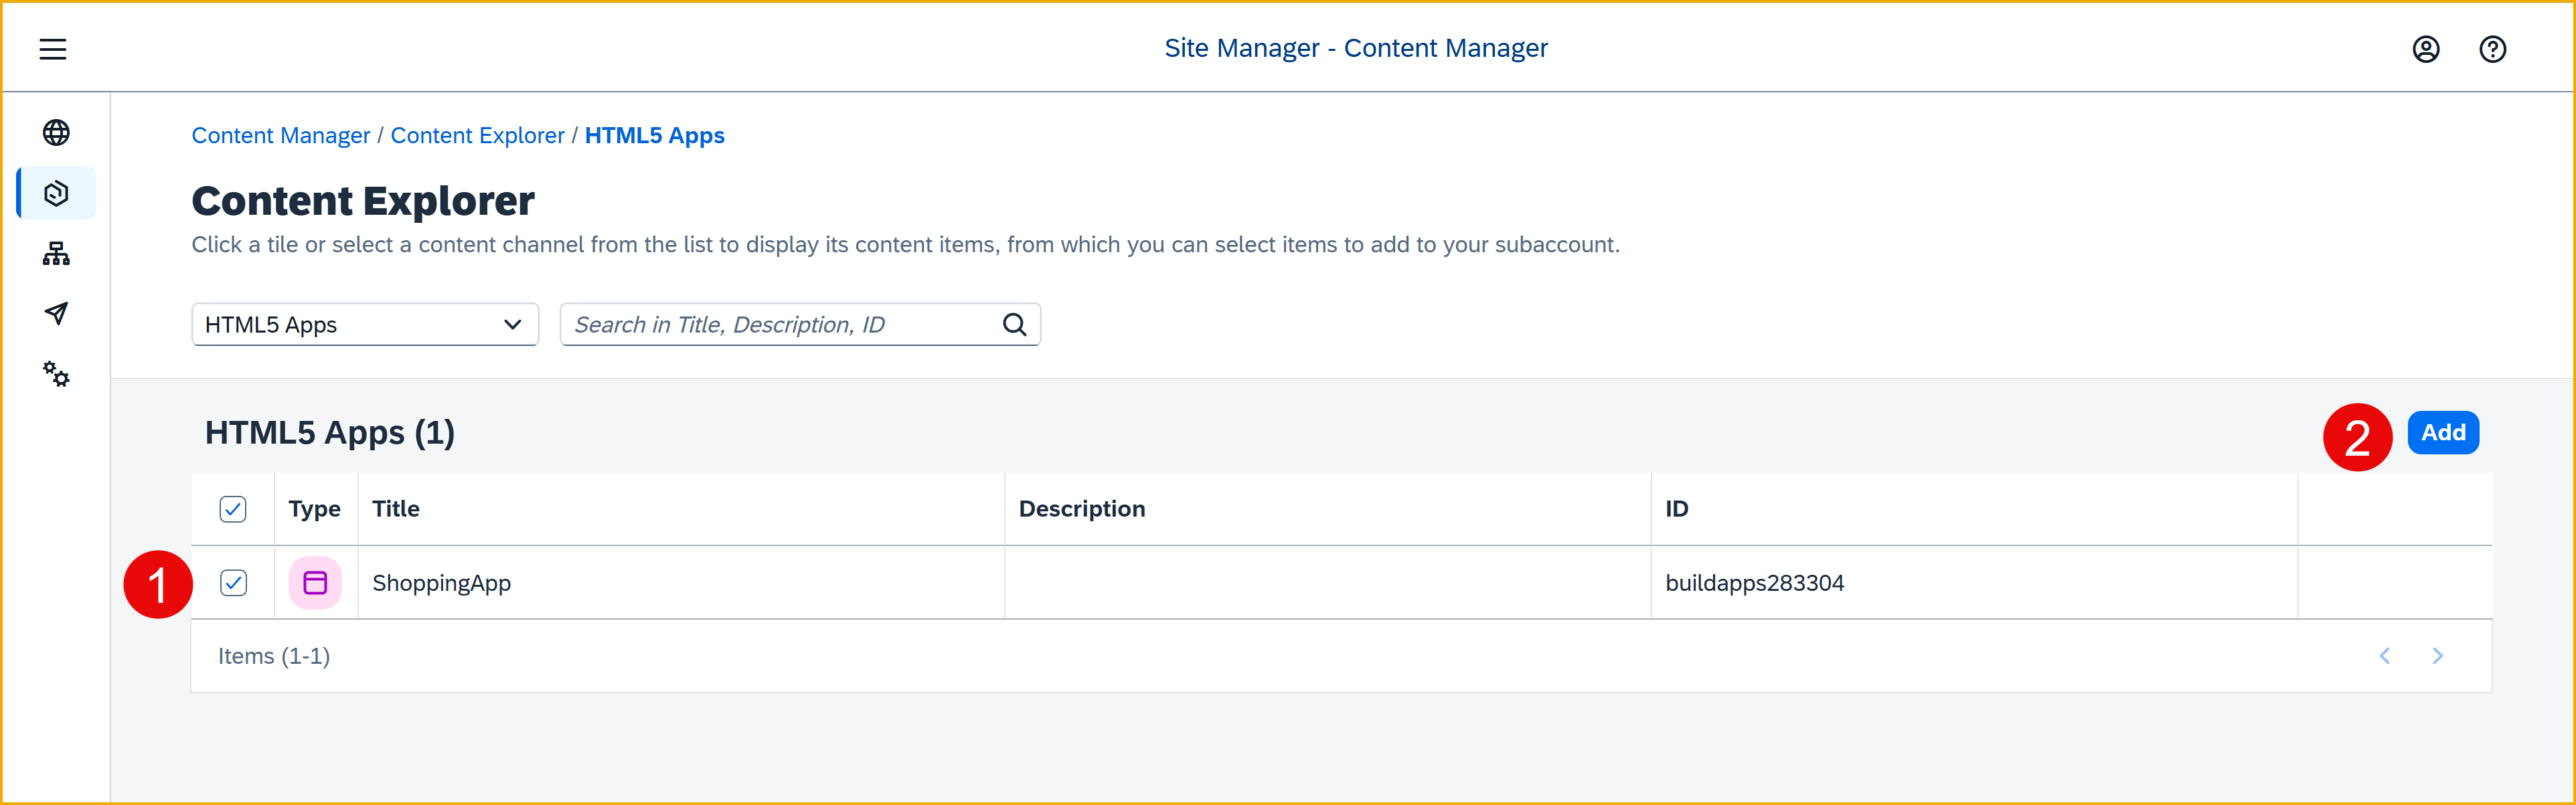 Site Manager - Content Manager
Content Manager / Content Explorer / HTML5 Apps
Content Explorer
Click a tile or select a content channel from the list to display its content items, from which you can select items to add to your subaccount.
HTML5 Apps
Search in Title, Description, ID
HTML5 Apps (1)
2
Add
Type Title Description ID
1
ShoppingApp buildapps283304
Items (1-1)